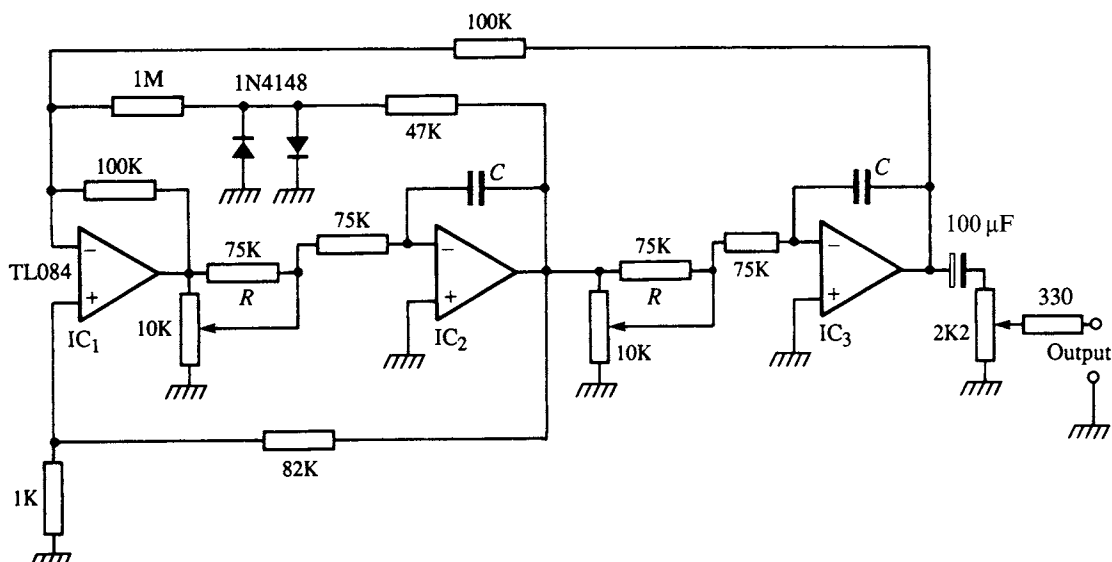 100K
1M
1N4148
47K
100K
C
C
75K
75K
75K
75K
100 μF
TL084
−
+
IC1
R
10K
−
+
IC2
R
10K
−
+
IC3
2K2
330
Output
82K
1K